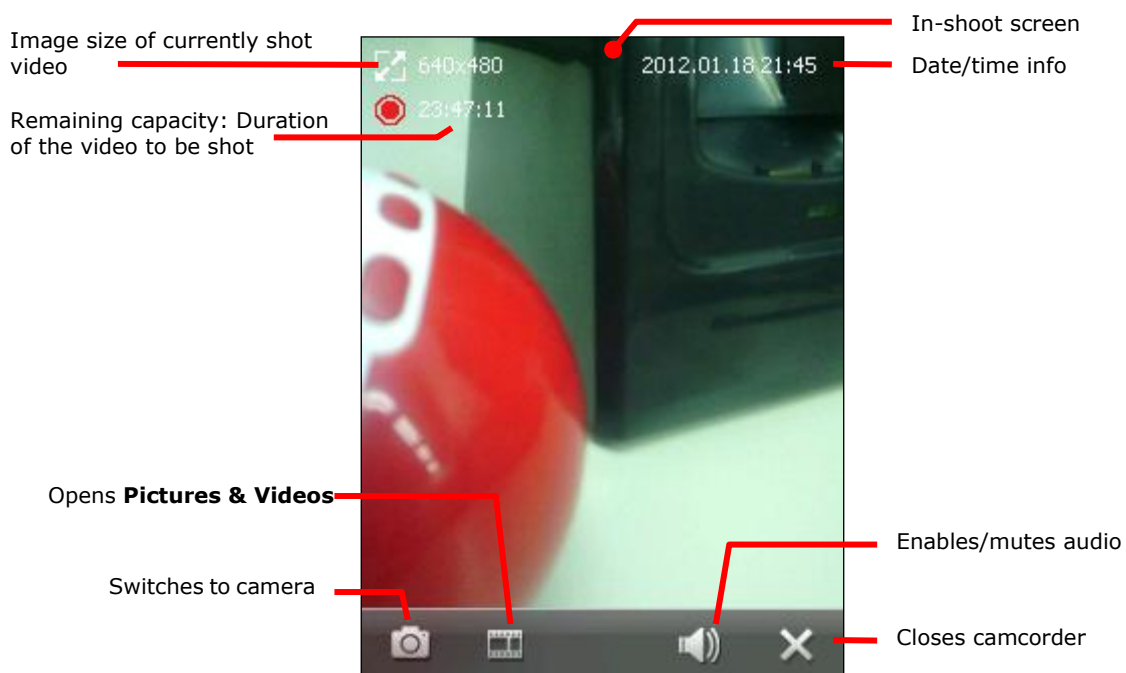 In-shoot screen
Image size of currently shot
video
640x480
2012.01.18 21:45
Date/time info
23:47:11
Remaining capacity: Duration
of the video to be shot
Opens Pictures & Videos
Enables/mutes audio
Switches to camera
Closes camcorder